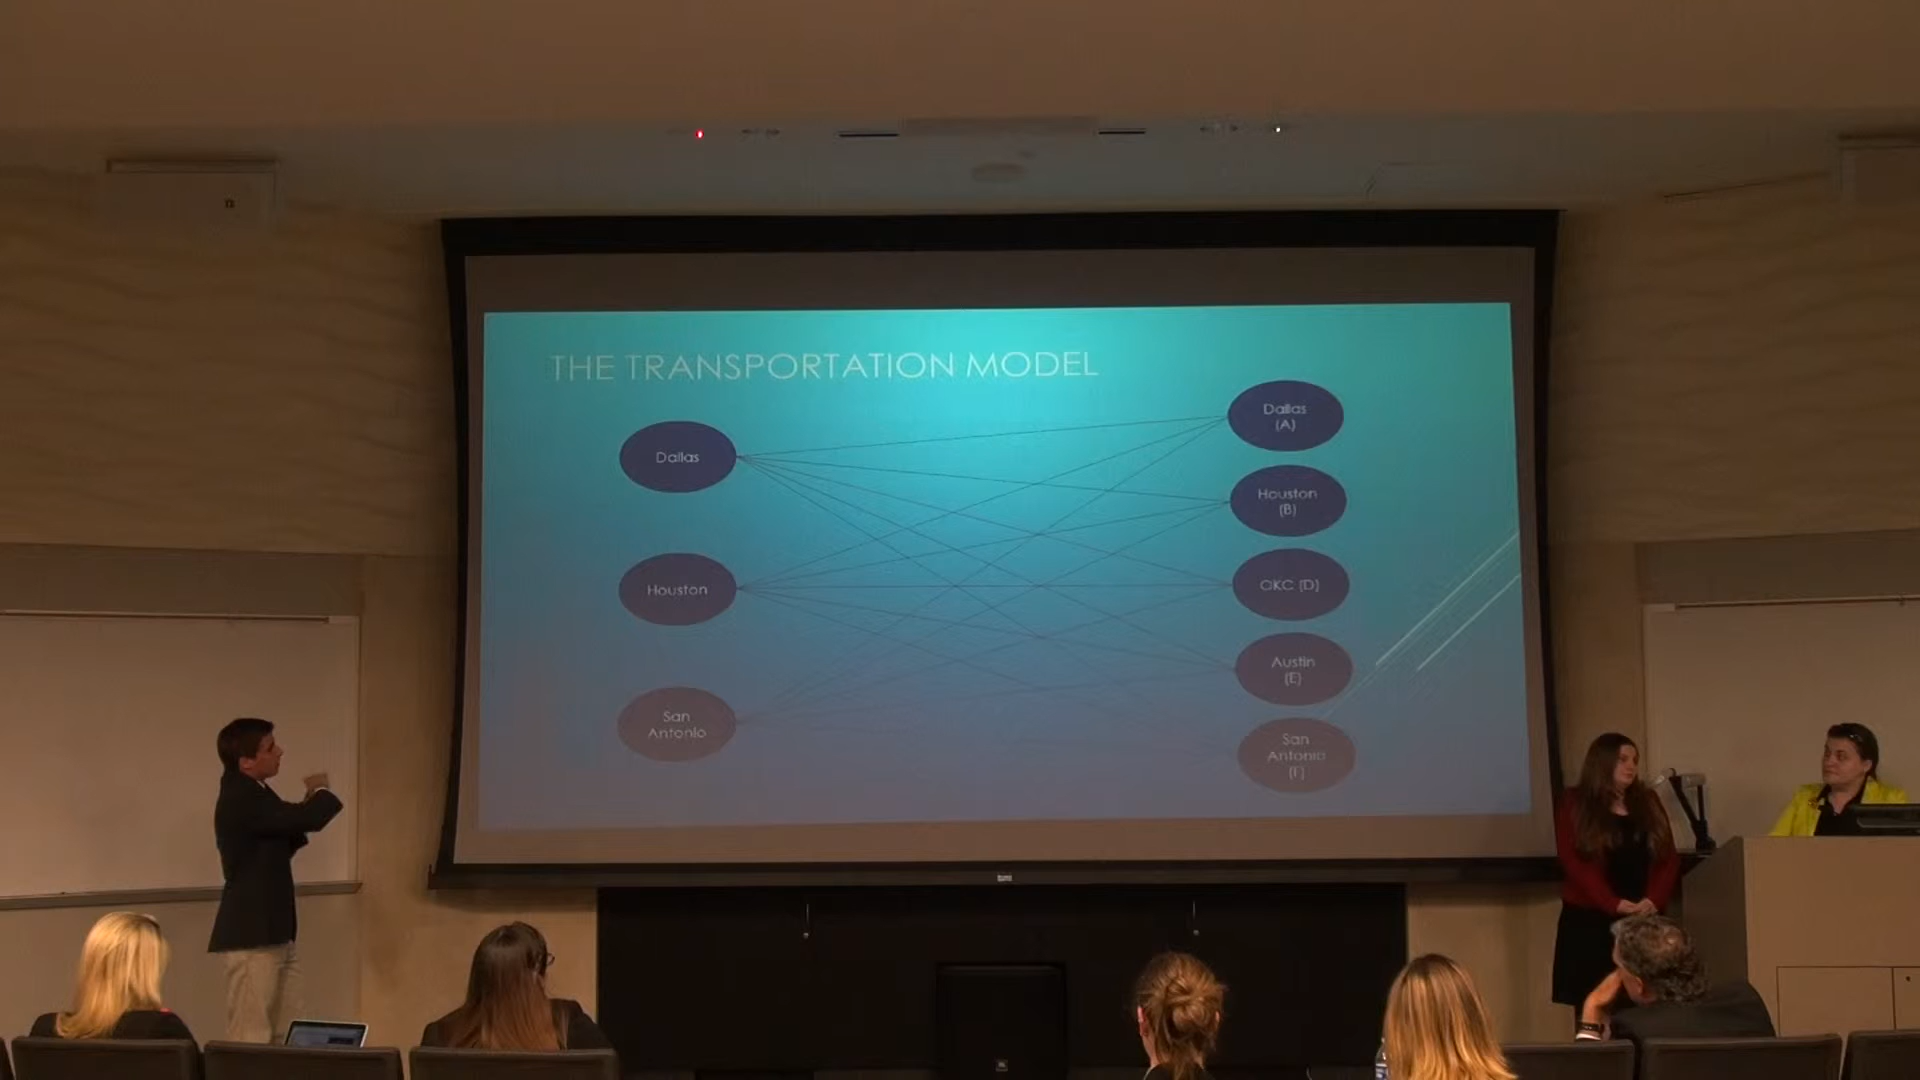 THE TRANSPORTATION MODEL
Dallas
Houston
San
Antonio
Dallas
(A)
Houston
(B)
OKC (D)
Austin
(E)
San
Antonio
(F)